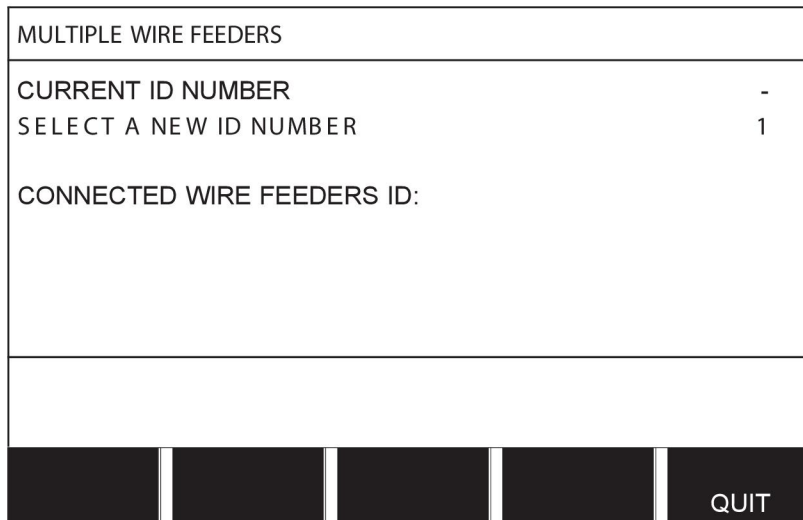 MULTIPLE WIRE FEEDERS
CURRENT ID NUMBER -
SELECT A NEW ID NUMBER 1
CONNECTED WIRE FEEDERS ID:
QUIT